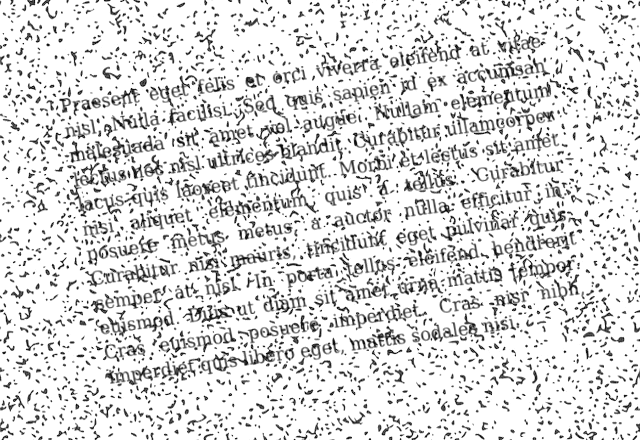 Praesent eget felis et orci viverra eleifend at vitae
nisl. Nulla facilisi. Sed quis sapien id ex accumsan
malesuada sit amet vel augue. Nullam elementum
lectus nec nisl ultrices blandit. Curabitur ullamcorper
lacus quis laoreet tincidunt. Morbi et lectus sit amet
nisi aliquet elementum quis a tellus. Curabitur
posuere metus metus, a auctor nulla efficitur in.
Curabitur nisi mauris, tincidunt eget pulvinar quis,
semper at nisl. In porta tellus eleifend hendrerit
euismod. Duis ut diam sit amet urna mattis tempor.
Cras euismod posuere imperdiet. Cras nisl nibh,
imperdiet quis libero eget, mattis sodales nisi.